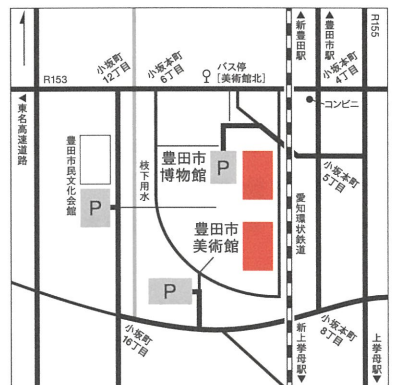 ▲新豊田駅
▲豊田市駅
R155
小坂町
12丁目
小坂本町
6丁目
バス停
[美術館北]
小坂本町
4丁目
R153
コンビニ
◀東名高速道路
豊田市民文化会館
枝下用水
豊田市
博物館
P
小坂本町
5丁目
P
愛知環状鉄道
豊田市
美術館
P
小坂町
16丁目
新上挙母駅▼
小坂本町
8丁目
上挙母駅▼